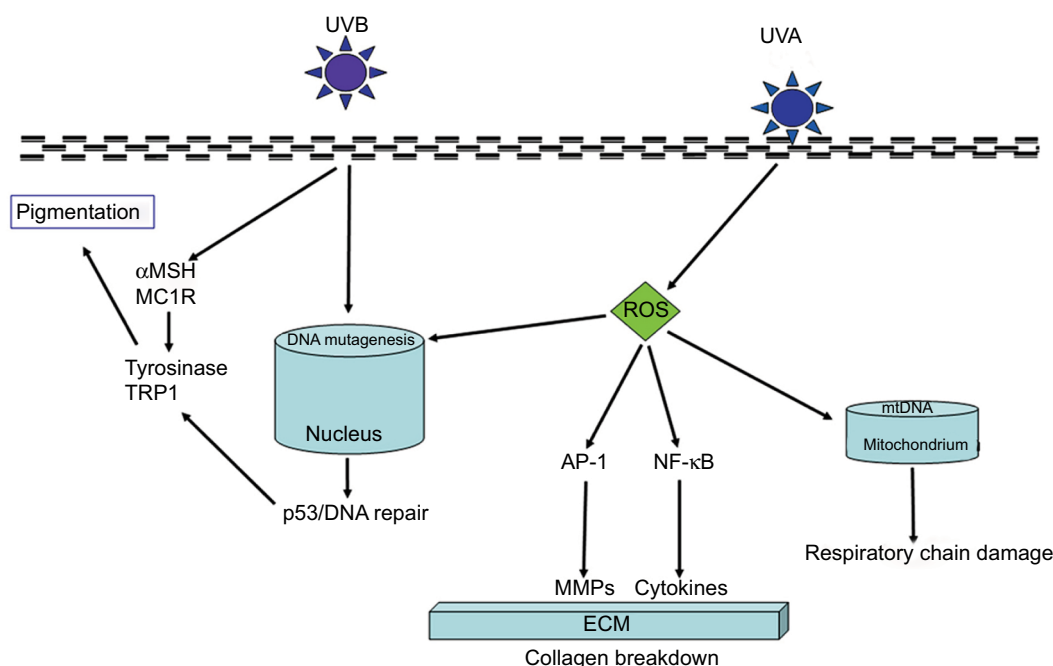 UVB
UVA
Pigmentation
αMSH
MC1R
ROS
DNA mutagenesis
Tyrosinase
TRP1
mtDNA
Nucleus
Mitochondrium
AP-1
NF-κB
p53/DNA repair
Respiratory chain damage
MMPs
Cytokines
ECM
Collagen breakdown